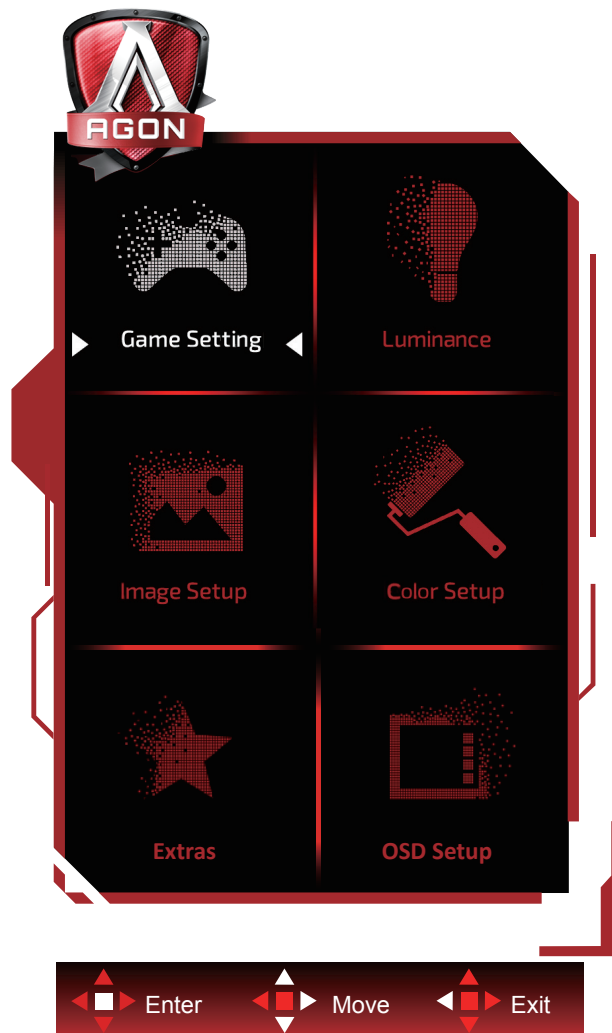 AGON
Game Setting
Luminance
Image Setup
Color Setup
Extras
OSD Setup
Enter
Move
Exit